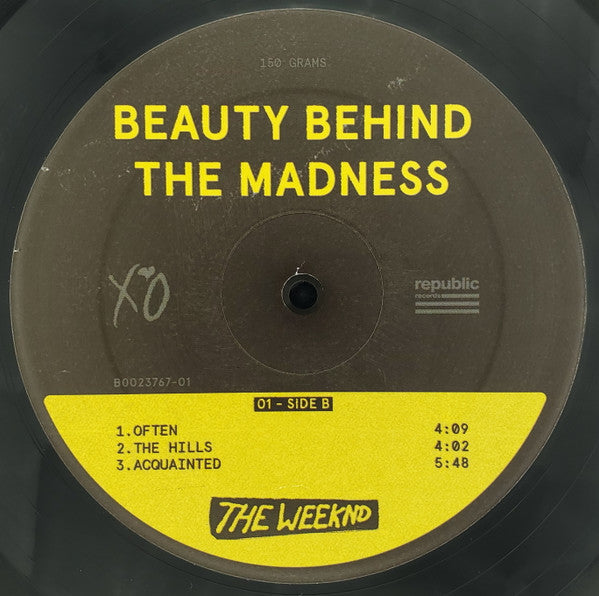 150 GRAMS
BEAUTY BEHIND
THE MADNESS
XO
republic
records
B0023767-01
01 - SIDE B
1.OFTEN 4:09
2.THE HILLS 4:02
3.ACQUAINTED 5:48
THE WEEKND